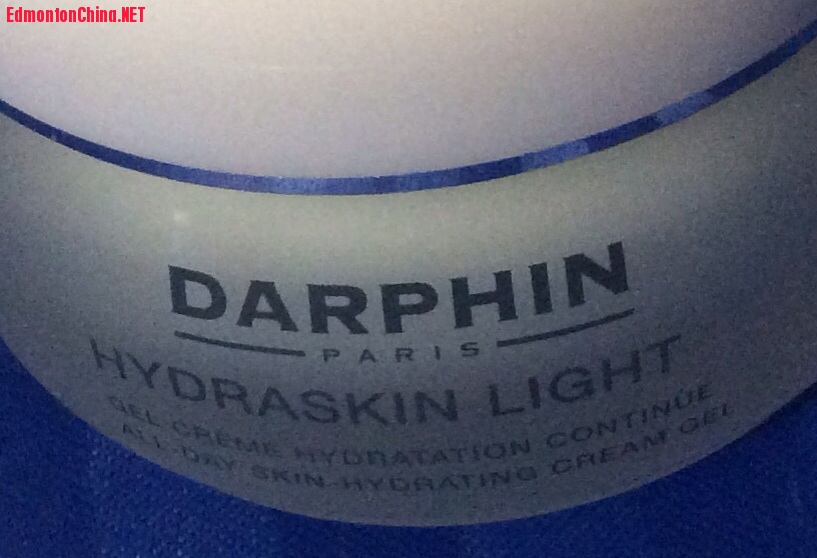 EdmontonChina.NET
DARPHIN
PARIS
HYDRASKIN LIGHT
GEL CRÈME HYDRATATION CONTINUE
ALL-DAY SKIN-HYDRATING CREAM GEL